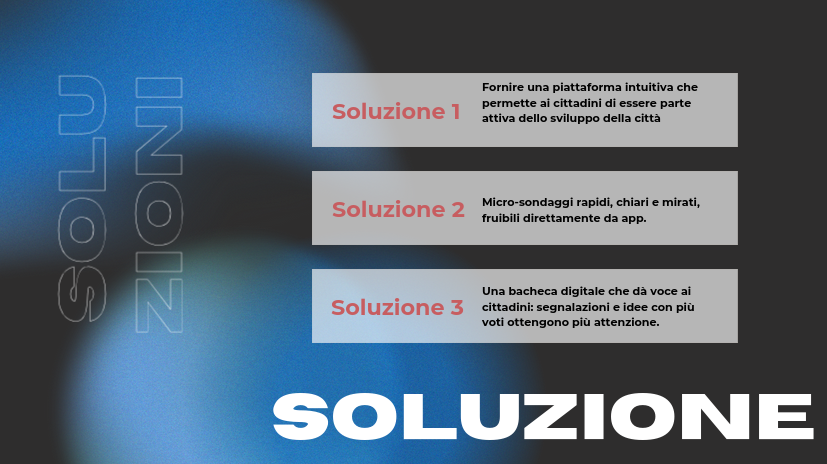 SOLU
ZIONI
Soluzione 1
Fornire una piattaforma intuitiva che
permette ai cittadini di essere parte
attiva dello sviluppo della città
Soluzione 2
Micro-sondaggi rapidi, chiari e mirati,
fruibili direttamente da app.
Soluzione 3
Una bacheca digitale che dà voce ai
cittadini: segnalazioni e idee con più
voti ottengono più attenzione.
SOLUZIONE